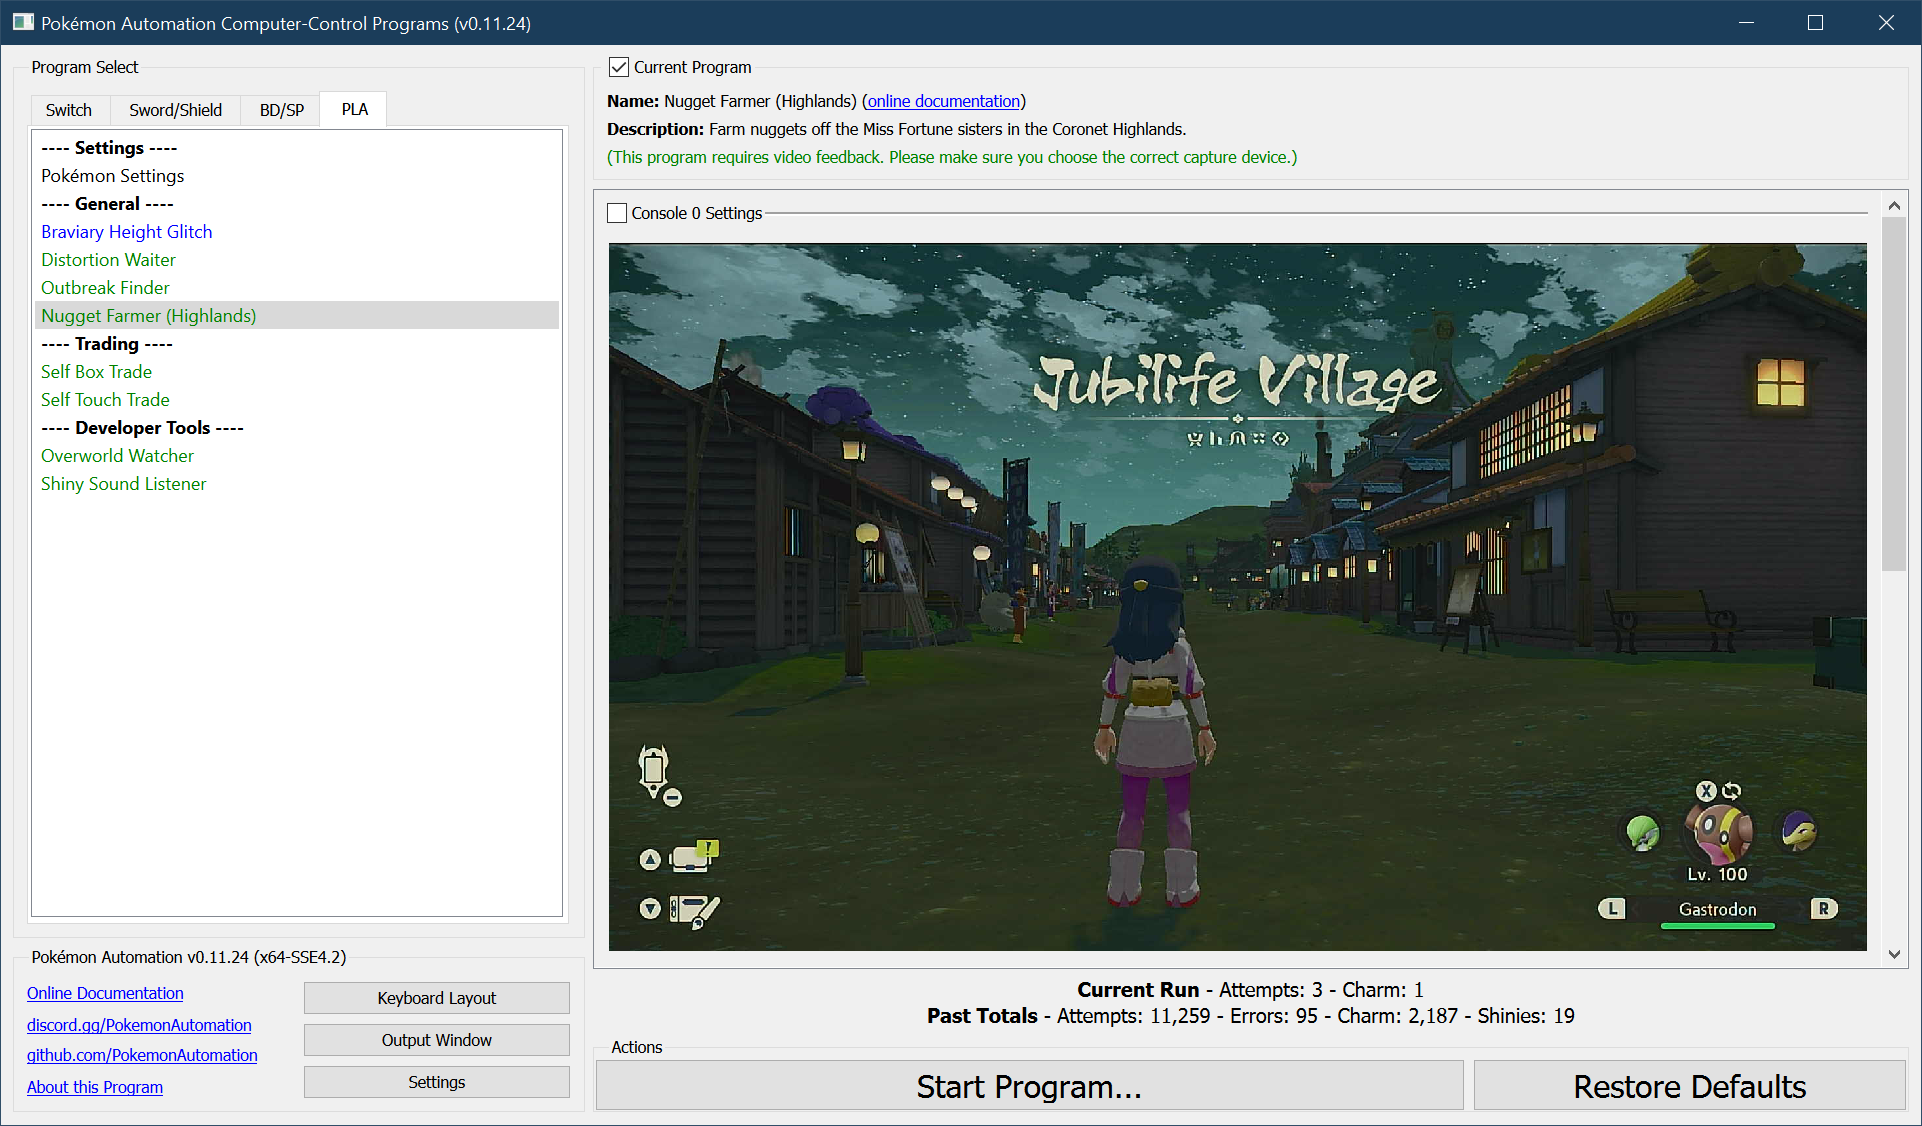 Pokémon Automation Computer-Control Programs (v0.11.24)
Program Select
Switch
Sword/Shield
BD/SP
PLA
---- Settings ----
Pokémon Settings
---- General ----
Braviary Height Glitch
Distortion Waiter
Outbreak Finder
Nugget Farmer (Highlands)
---- Trading ----
Self Box Trade
Self Touch Trade
---- Developer Tools ----
Overworld Watcher
Shiny Sound Listener
Pokémon Automation v0.11.24 (x64-SSE4.2)
Online Documentation
discord.gg/PokemonAutomation
github.com/PokemonAutomation
About this Program
Keyboard Layout
Output Window
Settings
Current Program
Name: Nugget Farmer (Highlands) (online documentation)
Description: Farm nuggets off the Miss Fortune sisters in the Coronet Highlands.
(This program requires video feedback. Please make sure you choose the correct capture device.)
Console 0 Settings
Jubilife Village
X
Lv. 100
L
Gastrodon
R
Current Run - Attempts: 3 - Charm: 1
Past Totals - Attempts: 11,259 - Errors: 95 - Charm: 2,187 - Shinies: 19
Actions
Start Program...
Restore Defaults